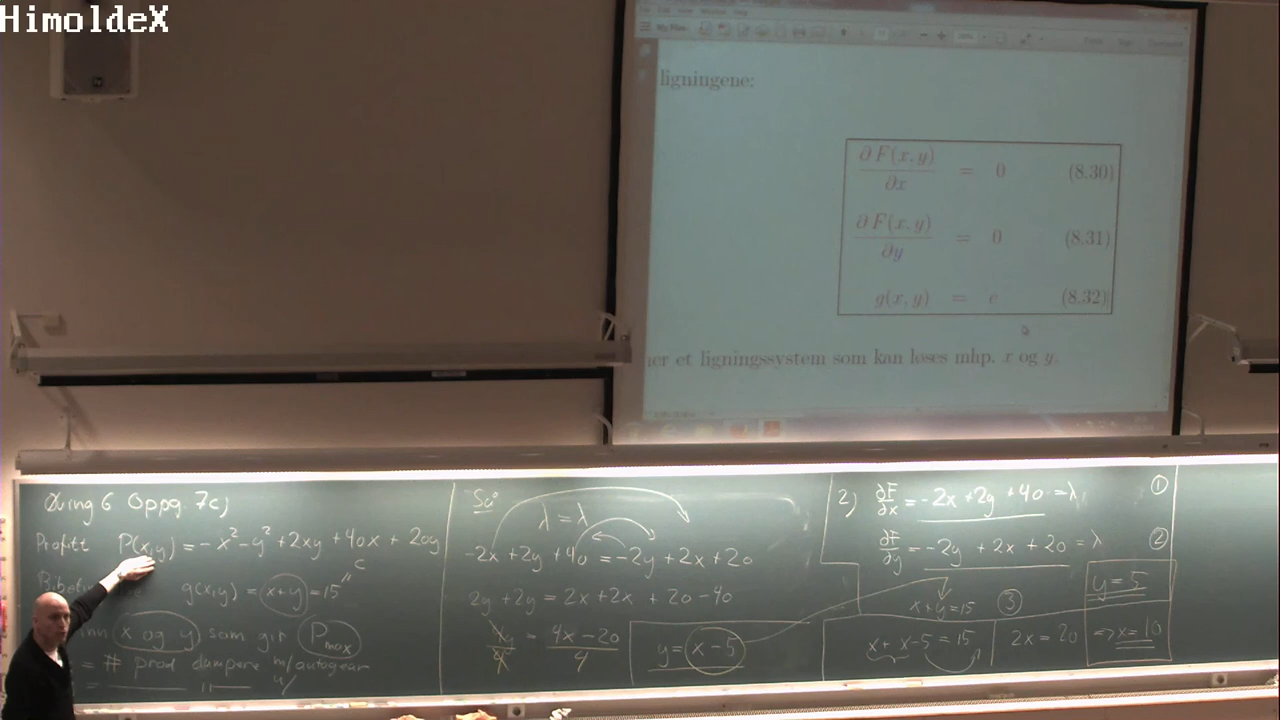 HimoldeX
ligningene:
∂F(x, y)/∂x = 0 (8.30)
∂F(x, y)/∂y = 0 (8.31)
g(x, y) = c (8.32)
et ligningssystem som kan løses mhp. x og y.
Øving 6 Oppg. 7c)
Profitt P(x,y) = -x² - y² + 2xy + 40x + 20y
g(x,y) = x+y = 15
c
x og y som gir Pmax
= # prod dumpere m/autogear
= —— 11 ——
λ = λ
-2x + 2y + 40 = -2y + 2x + 20
2y + 2y = 2x + 2x + 20 - 40
4y/4 = 4x - 20/4
y = x - 5
2) ∂F/∂x = -2x + 2y + 40 = λ ①
∂F/∂y = -2y + 2x + 20 = λ ②
x + y = 15 ③
y = 5
x + x - 5 = 15
2x = 20
=> x = 10